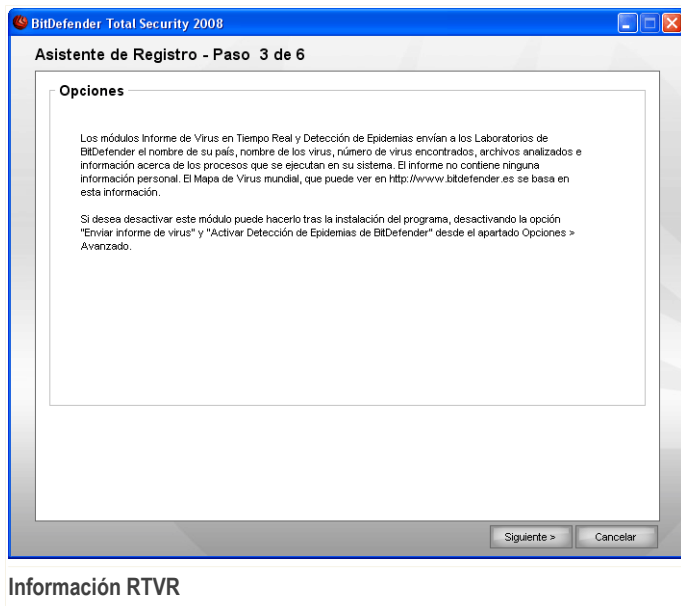 BitDefender Total Security 2008
Asistente de Registro - Paso 3 de 6
Opciones
Los módulos Informe de Virus en Tiempo Real y Detección de Epidemias envían a los Laboratorios de
BitDefender el nombre de su país, nombre de los virus, número de virus encontrados, archivos analizados e
información acerca de los procesos que se ejecutan en su sistema. El informe no contiene ninguna
información personal. El Mapa de Virus mundial, que puede ver en http://www.bitdefender.es se basa en
esta información.
Si desea desactivar este módulo puede hacerlo tras la instalación del programa, desactivando la opción
"Enviar informe de virus" y "Activar Detección de Epidemias de BitDefender" desde el apartado Opciones >
Avanzado.
Siguiente >
Cancelar
Información RTVR